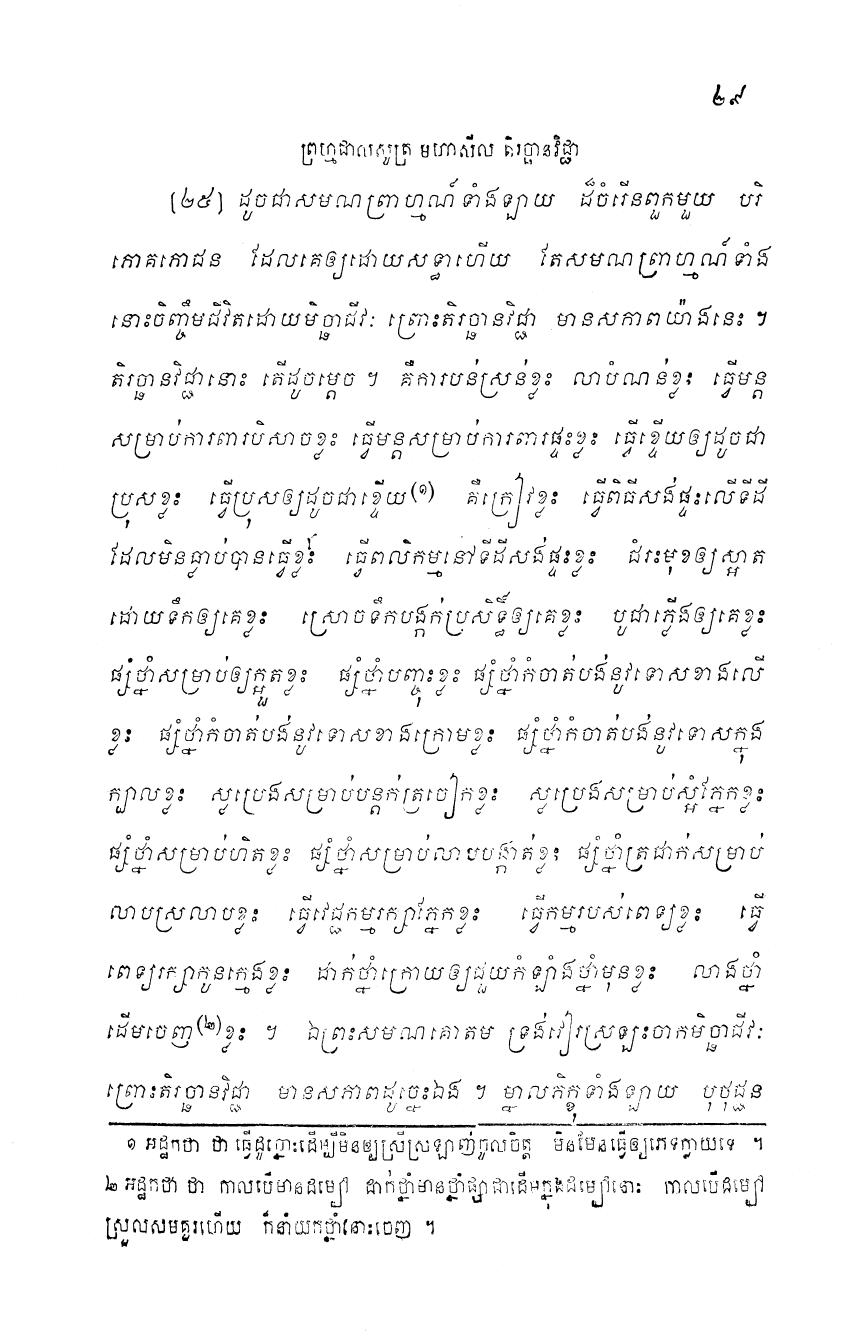 ២៩
ព្រហ្មជាលសូត្រ មហាសីល តិរច្ឆានវិជ្ជា
[២៥] ដូចជាសមណព្រាហ្មណ៍ទាំងឡាយ ដ៏ចំរើនពួកមួយ បរិ
ភោគភោជន ដែលគេឲ្យដោយសទ្ធាហើយ តែសមណព្រាហ្មណ៍ទាំង
នោះចិញ្ចឹមជីវិតដោយមិច្ឆាជីវៈ ព្រោះតិរច្ឆានវិជ្ជា មានសភាពយ៉ាងនេះ ។
តិរច្ឆានវិជ្ជានោះ តើដូចម្តេច ។ គឺការបន់ស្រន់ខ្លះ លាបំណន់ខ្លះ ធ្វើមន្ត
សម្រាប់ការពារបិសាចខ្លះ ធ្វើមន្តសម្រាប់ការពារផ្ទះខ្លះ ធ្វើខ្ទើយឲ្យដូចជា
ប្រុសខ្លះ ធ្វើប្រុសឲ្យដូចជាខ្ទើយ(១) គឺគ្រៀវខ្លះ ធ្វើពិធីសង់ផ្ទះលើទីដី
ដែលមិនធ្លាប់បានធ្វើខ្លះ ធ្វើពលិកម្មនៅទីដីសង់ផ្ទះខ្លះ ជំរះមុខឲ្យស្អាត
ដោយទឹកឲ្យគេខ្លះ ស្រោចទឹកបង្គក់ប្រសិទ្ធិ៍ឲ្យគេខ្លះ បូជាភ្លើងឲ្យគេខ្លះ
ផ្សំថ្នាំសម្រាប់ឲ្យក្អួតខ្លះ ផ្សំថ្នាំបញ្ចុះខ្លះ ផ្សំថ្នាំកំចាត់បង់នូវទោសខាងលើ
ខ្លះ ផ្សំថ្នាំកំចាត់បង់នូវទោសខាងក្រោមខ្លះ ផ្សំថ្នាំកំចាត់បង់នូវទោសក្នុង
ក្បាលខ្លះ ស្លប្រេងសម្រាប់បន្តក់ត្រចៀកខ្លះ ស្លប្រេងសម្រាប់ស្អំភ្នែកខ្លះ
ផ្សំថ្នាំសម្រាប់ហិតខ្លះ ផ្សំថ្នាំសម្រាប់លាបបង្កាត់ខ្លះ ផ្សំថ្នាំត្រជាក់សម្រាប់
លាបស្រលាបខ្លះ ធ្វើវេជ្ជកម្មរក្សាភ្នែកខ្លះ ធ្វើកម្មរបស់ពេទ្យខ្លះ ធ្វើ
ពេទ្យរក្សាកូនក្មេងខ្លះ ដាក់ថ្នាំក្រោយឲ្យជួយកំឡាំងថ្នាំមុនខ្លះ លាងថ្នាំ
ដើមចេញ(២)ខ្លះ ។ ឯព្រះសមណគោតម ទ្រង់វៀរស្រឡះចាកមិច្ឆាជីវៈ
ព្រោះតិរច្ឆានវិជ្ជា មានសភាពដូច្នេះឯង ។ ម្នាលភិក្ខុទាំងឡាយ បុថុជ្ជន
១ អដ្ឋកថា ថា ធ្វើដូច្នោះដើម្បីមិនឲ្យស្រីស្រឡាញ់ចូលចិត្ត មិនមែនធ្វើឲ្យភេទក្លាយទេ ។
២ អដ្ឋកថា ថា កាលបើមានដម្បៅ ដាក់ថ្នាំមានថ្នាំផ្សាជាដើមក្នុងដម្បៅនោះ កាលបើដម្បៅ
ស្រួលសមគួរហើយ ក៏នាំយកថ្នាំនោះចេញ ។